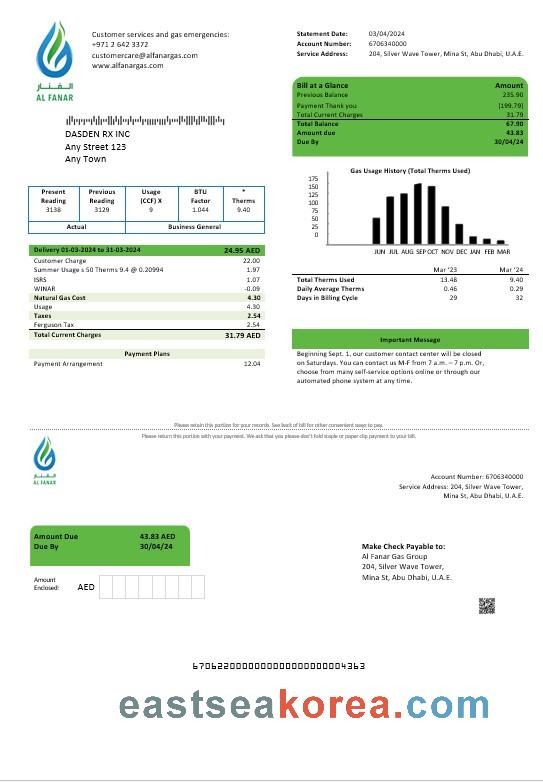 Customer services and gas emergencies:
+971 2 642 3372
customercare@alfanargas.com
www.alfanargas.com
الفنار
AL FANAR
Statement Date: 03/04/2024
Account Number: 6706340000
Service Address: 204, Silver Wave Tower, Mina St, Abu Dhabi, U.A.E.
Bill at a Glance Amount
Previous Balance 235.90
Payment Thank you (199.79)
Total Current Charges 31.79
Total Balance 67.90
Amount due 43.83
Due By 30/04/24
DASDEN RX INC
Any Street 123
Any Town
Present Reading Previous Reading Usage (CCF) X BTU Factor * Therms
3138 3129 9 1.044 9.40
Actual Business General
Gas Usage History (Total Therms Used)
175
150
125
100
75
50
25
0
JUN JUL AUG SEP OCT NOV DEC JAN FEB MAR
Mar '23 Mar '24
Total Therms Used 13.48 9.40
Daily Average Therms 0.46 0.29
Days in Billing Cycle 29 32
Delivery 01-03-2024 to 31-03-2024 24.95 AED
Customer Charge 22.00
Summer Usage s 50 Therms 9.4 @ 0.20994 1.97
ISRS 1.07
WINAR -0.09
Natural Gas Cost 4.30
Usage 4.30
Taxes 2.54
Ferguson Tax 2.54
Total Current Charges 31.79 AED
Payment Plans
Payment Arrangement 12.04
Important Message
Beginning Sept. 1, our customer contact center will be closed
on Saturdays. You can contact us M-F from 7 a.m. – 7 p.m. Or,
choose from many self-service options online or through our
automated phone system at any time.
Please retain this portion for your records. See back of bill for other convenient ways to pay.
Please return this portion with your payment. We ask that you please don't fold staple or paper clip payment to your bill.
الفنار
AL FANAR
Account Number: 6706340000
Service Address: 204, Silver Wave Tower,
Mina St, Abu Dhabi, U.A.E.
Amount Due 43.83 AED
Due By 30/04/24
Amount
Enclosed: AED
Make Check Payable to:
Al Fanar Gas Group
204, Silver Wave Tower,
Mina St, Abu Dhabi, U.A.E.
eastseakorea.com